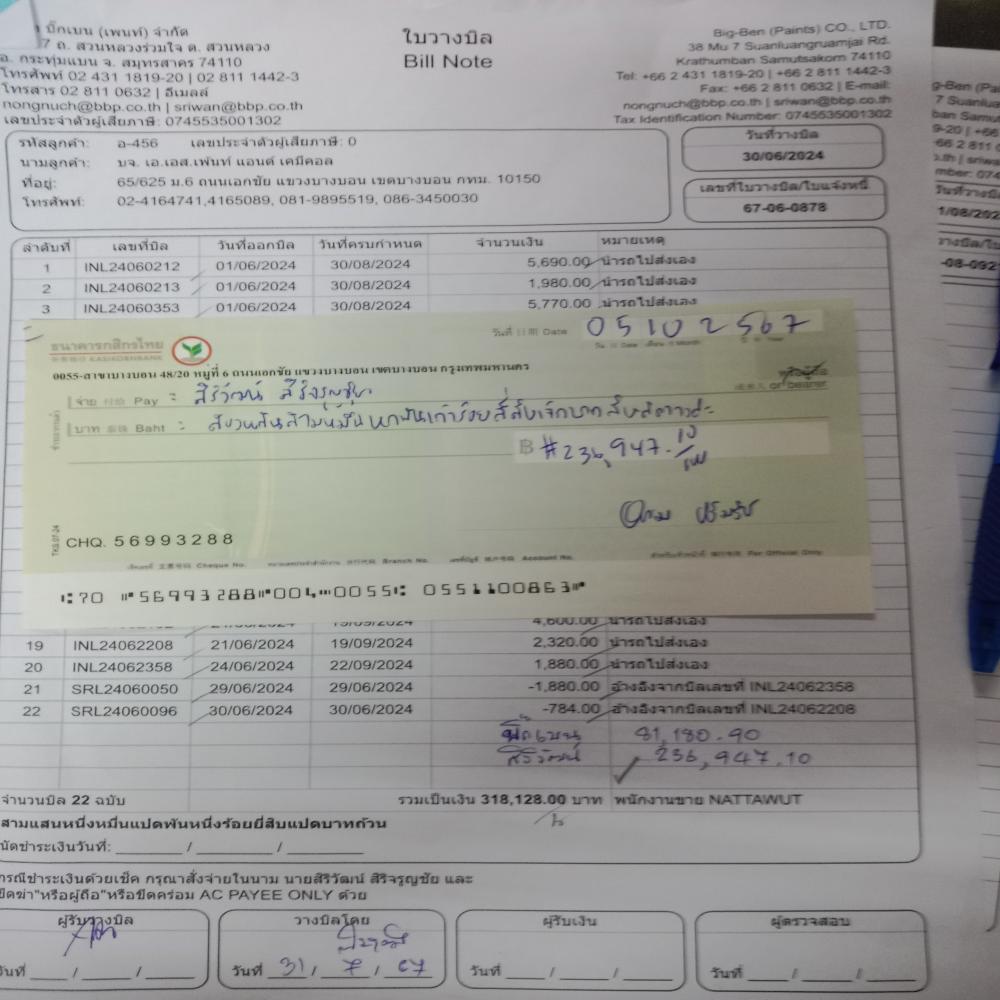 บิ๊กเบน (เพนท์) จำกัด
7 ถ. สวนหลวงร่วมใจ ต. สวนหลวง
อ. กระทุ่มแบน จ. สมุทรสาคร 74110
โทรศัพท์ 02 431 1819-20 | 02 811 1442-3
โทรสาร 02 811 0632 | อีเมลล์
nongnuch@bbp.co.th | sriwan@bbp.co.th
เลขประจำตัวผู้เสียภาษี: 0745535001302
ใบวางบิล
Bill Note
Big-Ben (Paints) CO., LTD.
38 Mu 7 Suanluangruamjai Rd.
Krathumban Samutsakorn 74110
Tel: +66 2 431 1819-20 | +66 2 811 1442-3
Fax: +66 2 811 0632 | E-mail:
nongnuch@bbp.co.th | sriwan@bbp.co.th
Tax Identification Number: 0745535001302
รหัสลูกค้า: อ-456 เลขประจำตัวผู้เสียภาษี: 0
นามลูกค้า: บจ. เอ.เอส.เพ้นท์ แอนด์ เคมีคอล
ที่อยู่: 65/625 ม.6 ถนนเอกชัย แขวงบางบอน เขตบางบอน กทม. 10150
โทรศัพท์: 02-4164741,4165089, 081-9895519, 086-3450030
วันที่วางบิล
30/06/2024
เลขที่ใบวางบิล/ใบแจ้งหนี้
67-06-0878
ลำดับที่ เลขที่บิล วันที่ออกบิล วันที่ครบกำหนด จำนวนเงิน หมายเหตุ
1 INL24060212 01/06/2024 30/08/2024 5,690.00 นำรถไปส่งเอง
2 INL24060213 01/06/2024 30/08/2024 1,980.00 นำรถไปส่งเอง
3 INL24060353 01/06/2024 30/08/2024 5,770.00 นำรถไปส่งเอง
ธนาคารกสิกรไทย
วันที่ 日期 Date 05102567
0055-สาขาบางบอน 48/20 หมู่ที่ 6 ถนนเอกชัย แขวงบางบอน เขตบางบอน กรุงเทพมหานคร
หรือผู้ถือ
or bearer
จ่าย 付給 Pay : สิริวัฒน์ สิริจรูญชัย
บาท Baht : สองแสนสามหมื่นหกพันเก้าร้อยสี่สิบเจ็ดบาท สิบสตางค์
฿ #236,947.10
CHQ. 56993288
Cheque No. Branch No. Account No. For Official Only
70 56993288 004 0055 0551100863
4,600.00 นำรถไปส่งเอง
19 INL24062208 21/06/2024 19/09/2024 2,320.00 นำรถไปส่งเอง
20 INL24062358 24/06/2024 22/09/2024 1,880.00 นำรถไปส่งเอง
21 SRL24060050 29/06/2024 29/06/2024 -1,880.00 อ้างอิงจากบิลเลขที่ INL24062358
22 SRL24060096 30/06/2024 30/06/2024 -784.00 อ้างอิงจากบิลเลขที่ INL24062208
บิ๊กเบน 81,180.90
สิริวัฒน์ 236,947.10
จำนวนบิล 22 ฉบับ รวมเป็นเงิน 318,128.00 บาท พนักงานขาย NATTAWUT
สามแสนหนึ่งหมื่นแปดพันหนึ่งร้อยยี่สิบแปดบาทถ้วน
นัดชำระเงินวันที่: / /
กรณีชำระเงินด้วยเช็ค กรุณาสั่งจ่ายในนาม นายสิริวัฒน์ สิริจรูญชัย และ
ขีดฆ่า"หรือผู้ถือ"หรือขีดคร่อม AC PAYEE ONLY ด้วย
ผู้รับวางบิล
วันที่ / /
วางบิลโดย
วันที่ 31 / 7 / 67
ผู้รับเงิน
วันที่ / /
ผู้ตรวจสอบ
วันที่ / /